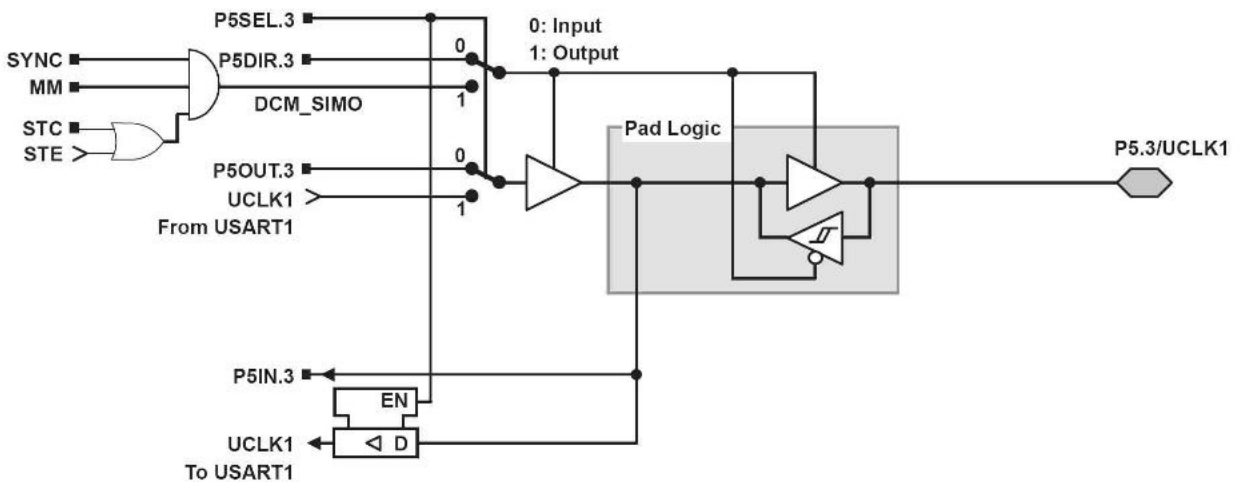 P5SEL.3
0: Input
1: Output
SYNC
P5DIR.3
0
MM
1
DCM_SIMO
STC
Pad Logic
STE
P5.3/UCLK1
P5OUT.3
0
UCLK1
1
From USART1
P5IN.3
EN
UCLK1
D
To USART1